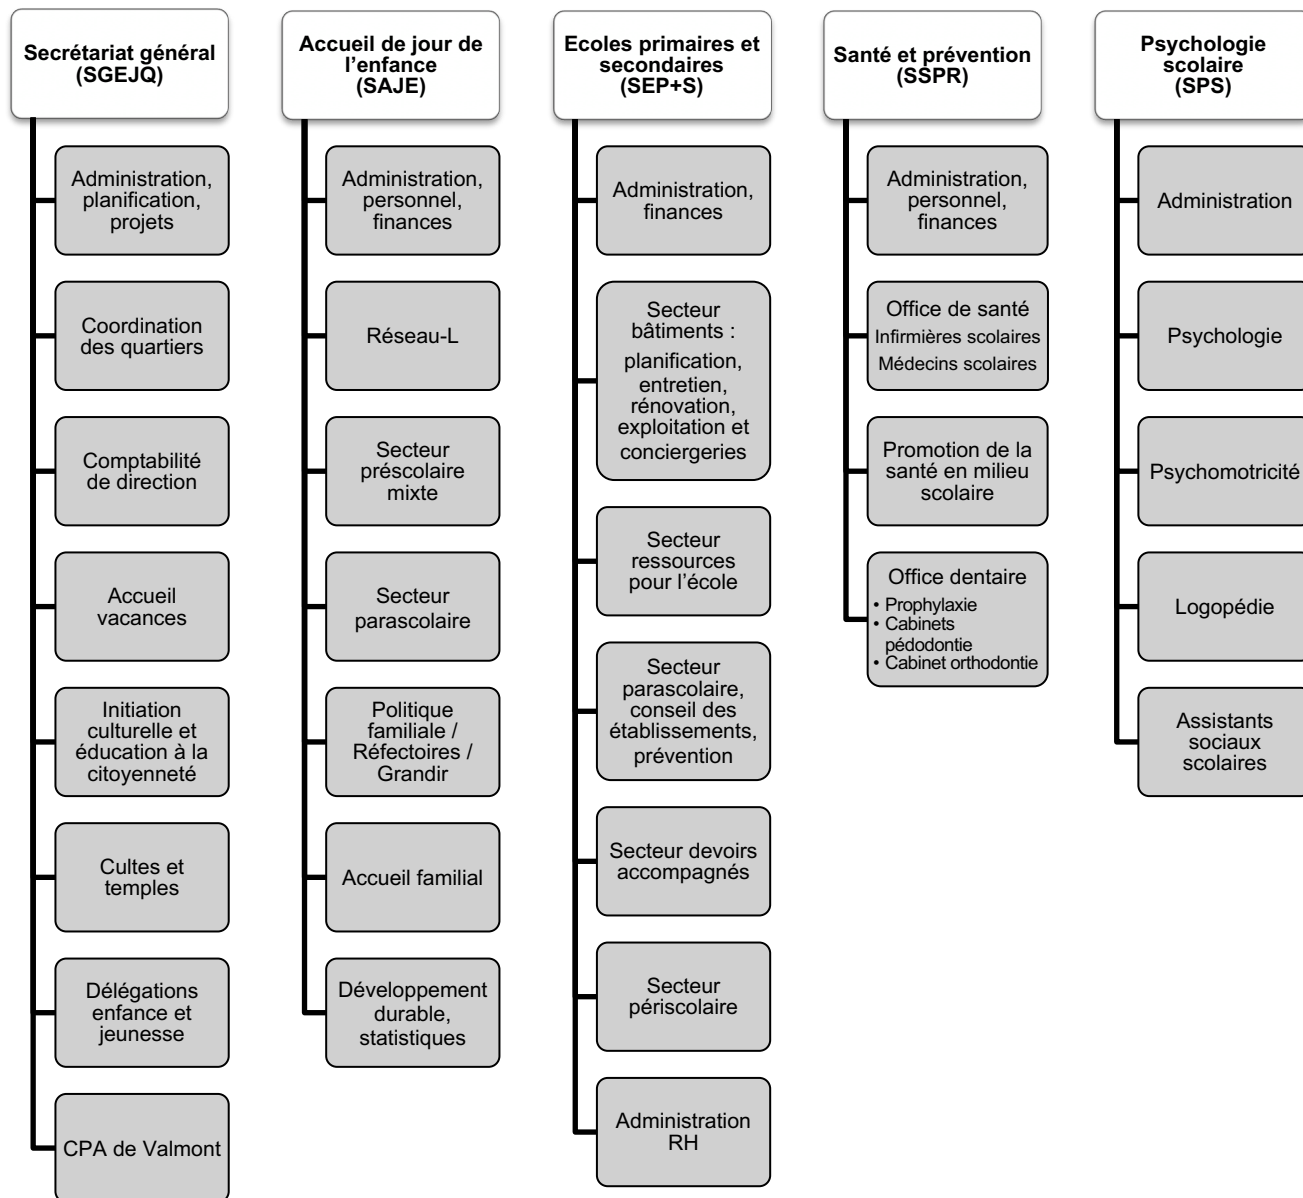 Secrétariat général
(SGEJQ)
Administration,
planification,
projets
Coordination
des quartiers
Comptabilité
de direction
Accueil
vacances
Initiation
culturelle et
éducation à la
citoyenneté
Cultes et
temples
Délégations
enfance et
jeunesse
CPA de Valmont
Accueil de jour de
l’enfance
(SAJE)
Administration,
personnel,
finances
Réseau-L
Secteur
préscolaire
mixte
Secteur
parascolaire
Politique
familiale /
Réfectoires /
Grandir
Accueil familial
Développement
durable,
statistiques
Ecoles primaires et
secondaires
(SEP+S)
Administration,
finances
Secteur
bâtiments :
planification,
entretien,
rénovation,
exploitation et
conciergeries
Secteur
ressources
pour l’école
Secteur
parascolaire,
conseil des
établissements,
prévention
Secteur devoirs
accompagnés
Secteur
périscolaire
Administration
RH
Santé et prévention
(SSPR)
Administration,
personnel,
finances
Office de santé
Infirmières scolaires
Médecins scolaires
Promotion de la
santé en milieu
scolaire
Office dentaire
• Prophylaxie
• Cabinets
pédodontie
• Cabinet orthodontie
Psychologie
scolaire
(SPS)
Administration
Psychologie
Psychomotricité
Logopédie
Assistants
sociaux
scolaires